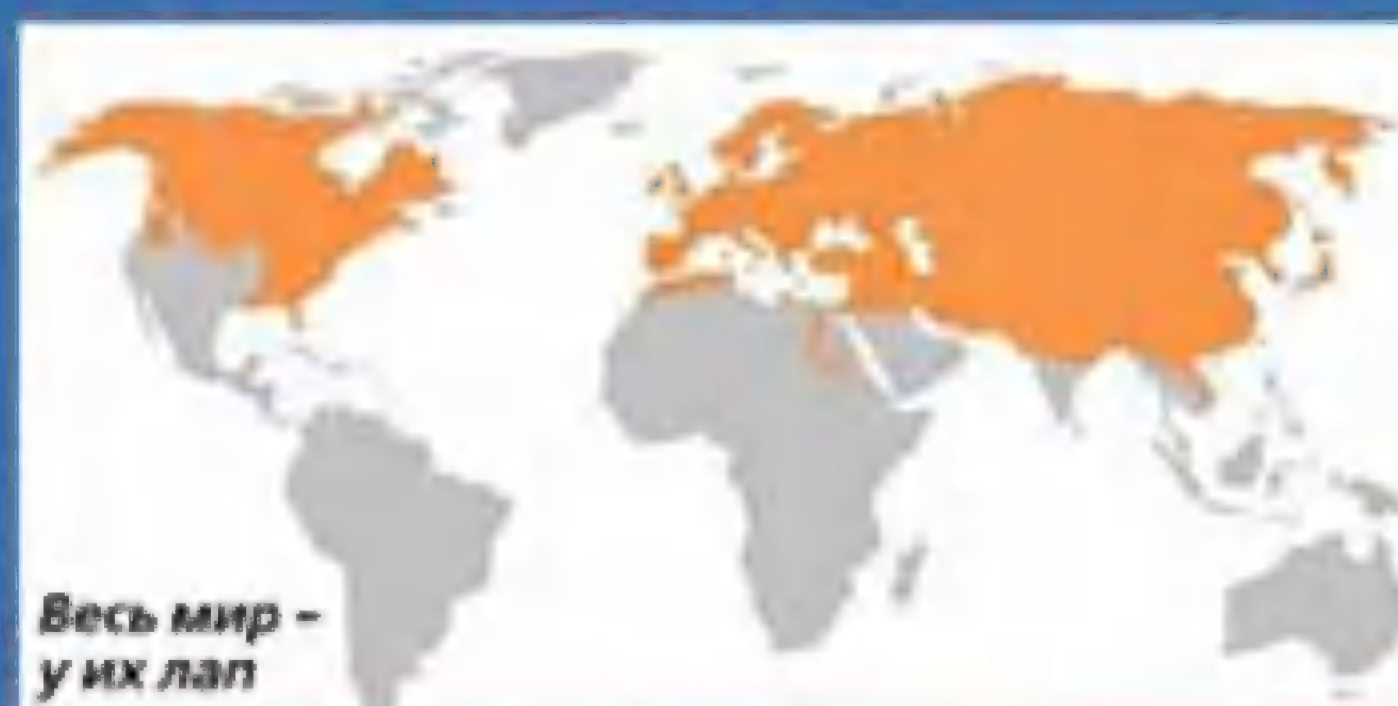 Весь мир –
у их лап